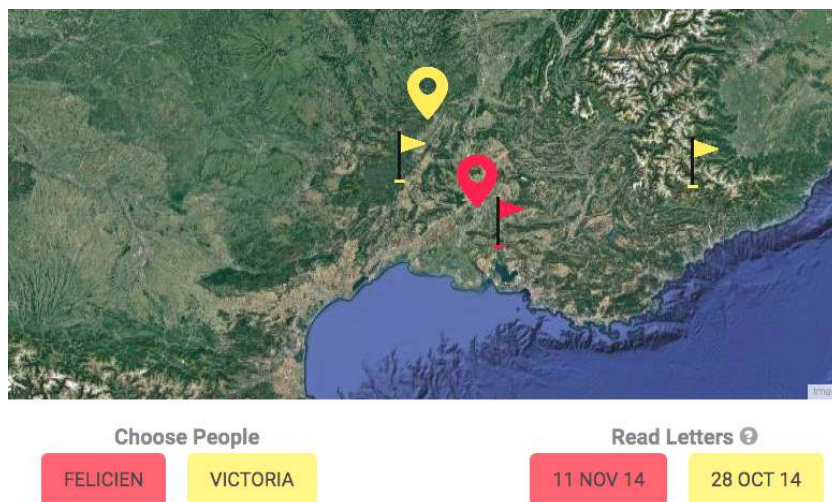 Choose People
Read Letters
FELICIEN
VICTORIA
11 NOV 14
28 OCT 14